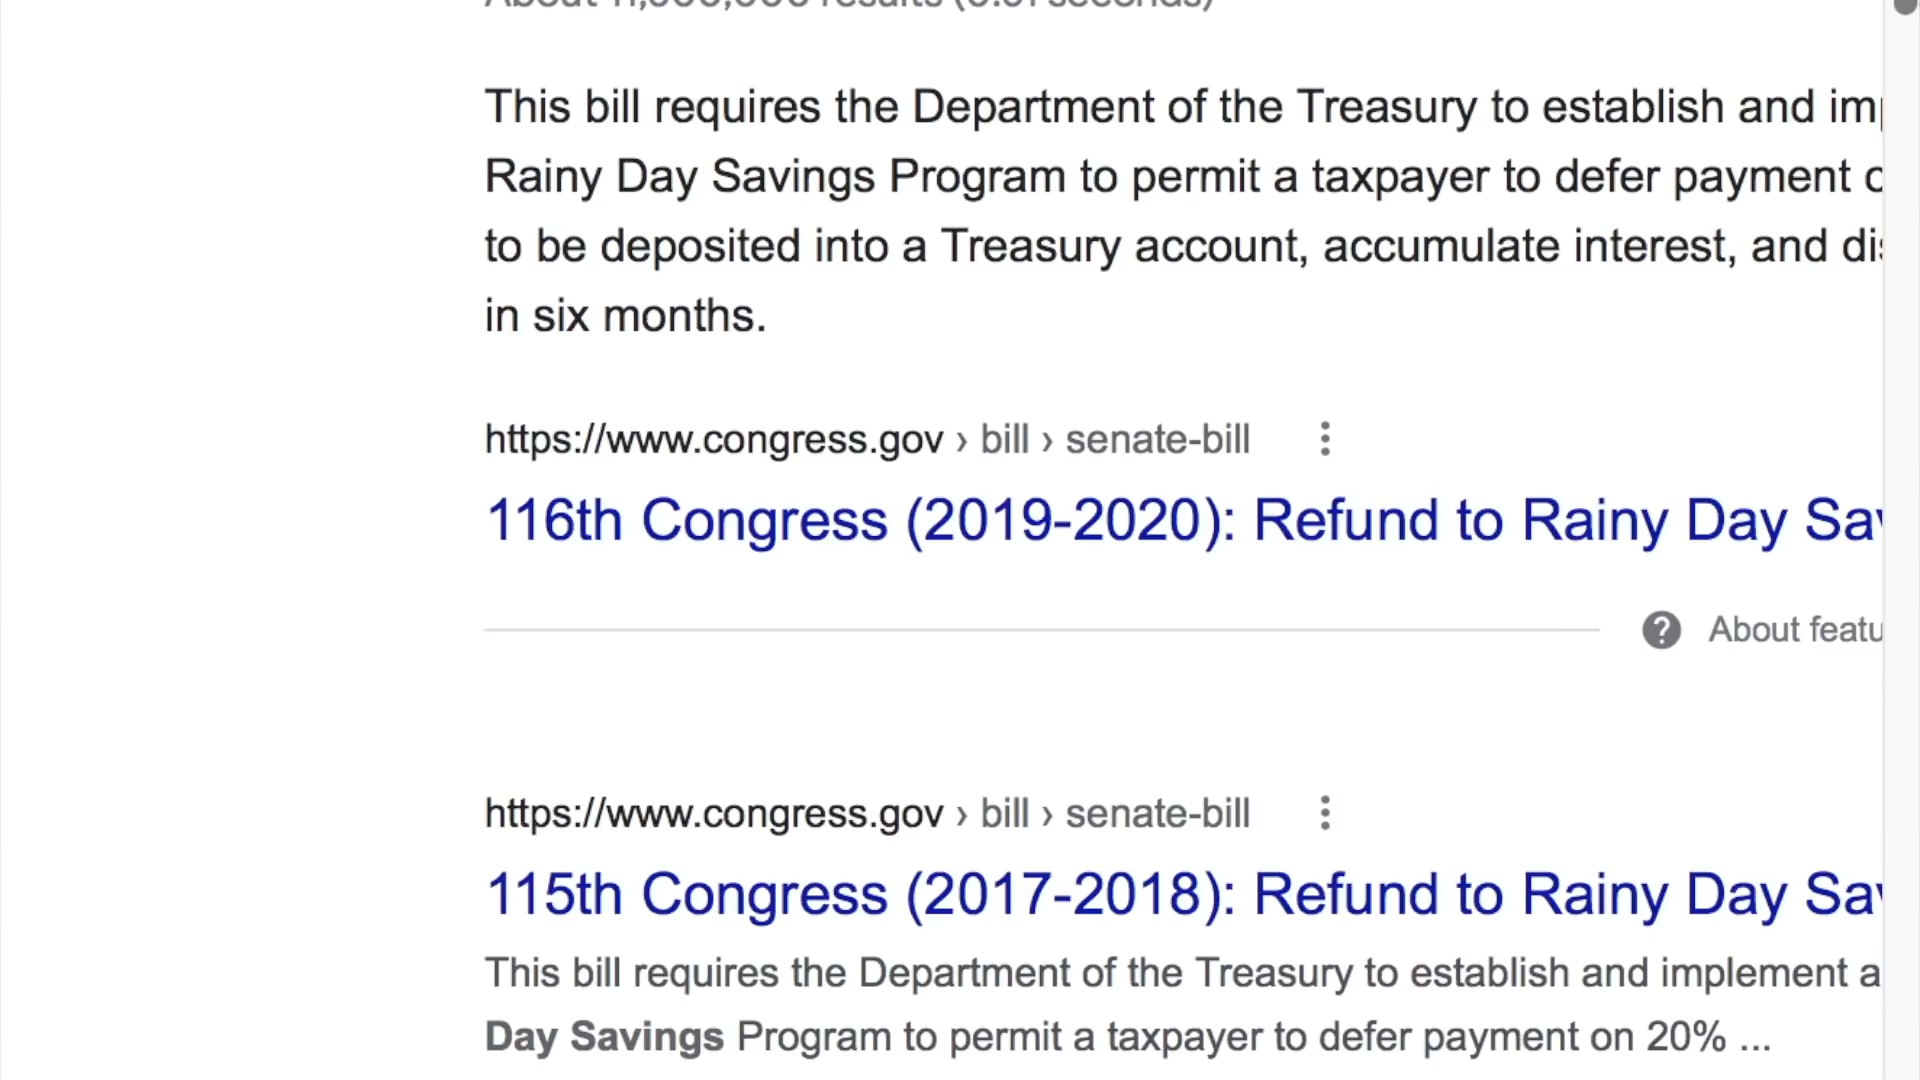 This bill requires the Department of the Treasury to establish and
Rainy Day Savings Program to permit a taxpayer to defer payment
to be deposited into a Treasury account, accumulate interest, and
in six months.
https://www.congress.gov › bill › senate-bill
116th Congress (2019-2020): Refund to Rainy Day
About
https://www.congress.gov › bill › senate-bill
115th Congress (2017-2018): Refund to Rainy Day
This bill requires the Department of the Treasury to establish and implement a
Day Savings Program to permit a taxpayer to defer payment on 20% ...